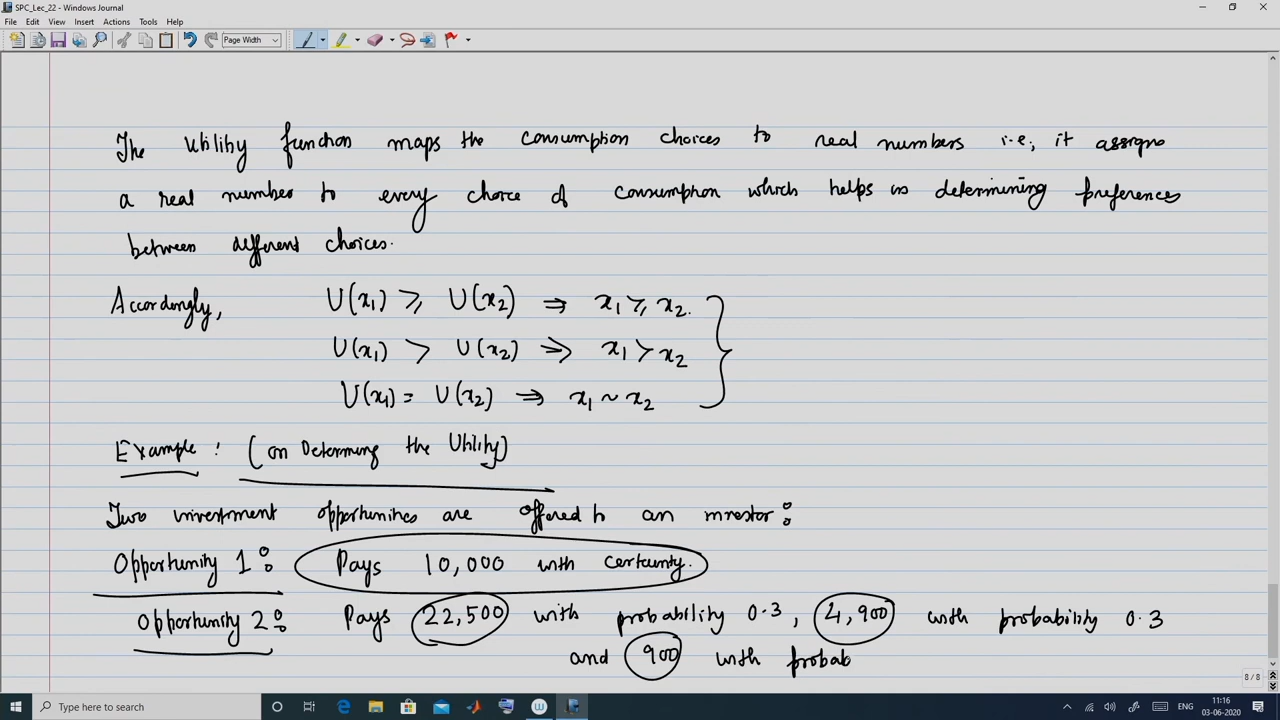 SPC_Lec_22 - Windows Journal
File Edit View Insert Actions Tools Help
Page Width
The Utility function maps the consumption choices to real numbers i.e., it assigns
a real number to every choice of consumption which helps in determining preferences
between different choices.
Accordingly, U(x₁) ≥ U(x₂) ⇒ x₁ ≽ x₂.
U(x₁) > U(x₂) ⇒ x₁ ≻ x₂
U(x₁) = U(x₂) ⇒ x₁ ~ x₂
Example : (on Determining the Utility)
Two investment opportunities are offered to an investor :
Opportunity 1 : Pays 10,000 with certainty.
Opportunity 2 : Pays 22,500 with probability 0.3, 4,900 with probability 0.3
and 900 with probab
8 / 8
Type here to search
ENG
11:16
03-06-2020